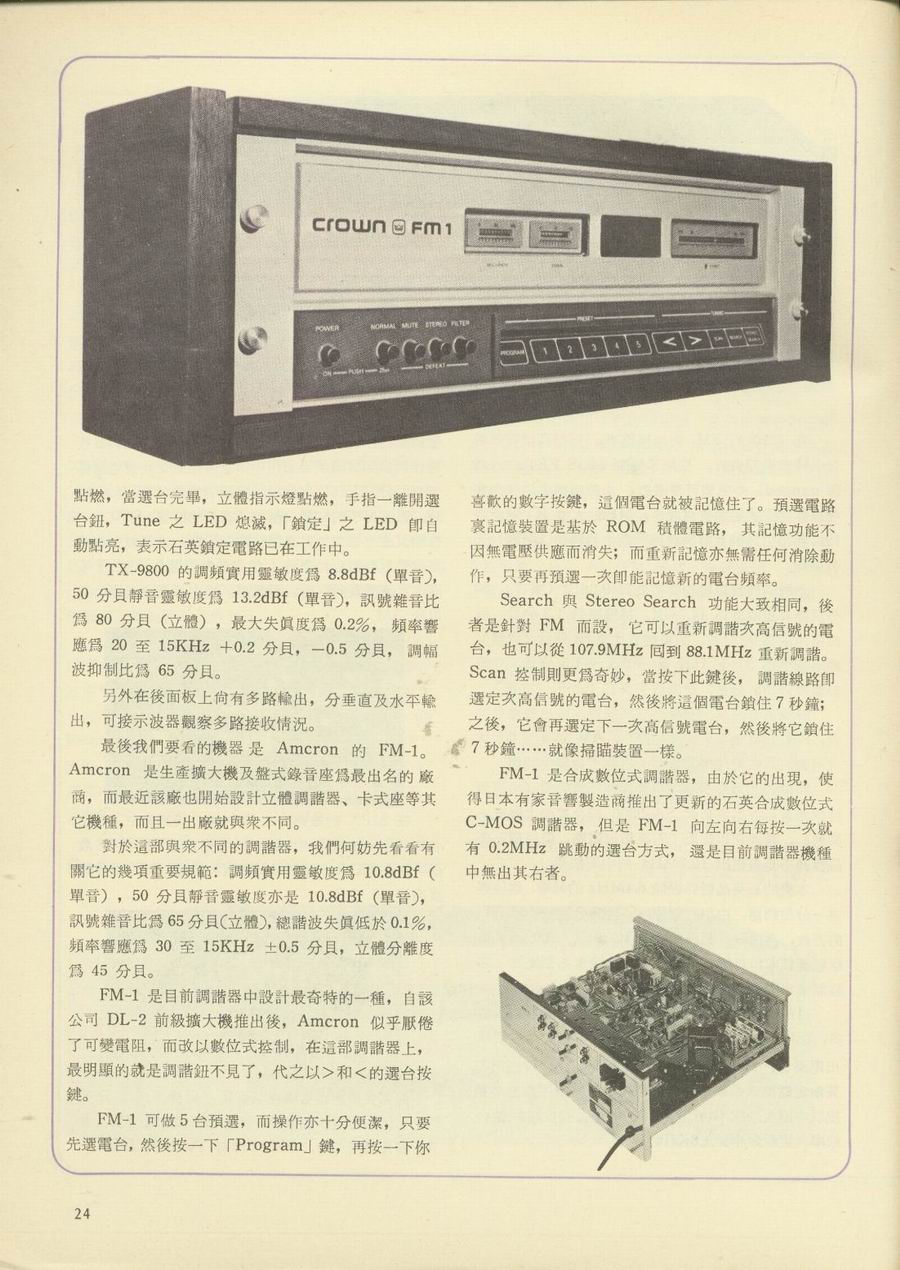 crown FM1
POWER
NORMAL MUTE STEREO FILTER
ON PUSH 25μs DEFEAT
PRESET
TUNING
PROGRAM 1 2 3 4 5 < > SCAN SEARCH STEREO SEARCH
點燃，當選台完畢，立體指示燈點燃，手指一離開選
台鈕，Tune 之 LED 熄滅，「鎖定」之 LED 卽自
動點亮，表示石英鎖定電路已在工作中。
TX-9800 的調頻實用靈敏度爲 8.8dBf（單音），
50 分貝靜音靈敏度爲 13.2dBf（單音），訊號雜音比
爲 80 分貝（立體），最大失眞度爲 0.2%，頻率響
應爲 20 至 15KHz +0.2 分貝，－0.5 分貝，調幅
波抑制比爲 65 分貝。
另外在後面板上尙有多路輸出，分垂直及水平輸
出，可接示波器觀察多路接收情況。
最後我們要看的機器是 Amcron 的 FM-1。
Amcron 是生產擴大機及盤式錄音座爲最出名的廠
商，而最近該廠也開始設計立體調諧器、卡式座等其
它機種，而且一出廠就與衆不同。
對於這部與衆不同的調諧器，我們何妨先看看有
關它的幾項重要規範：調頻實用靈敏度爲 10.8dBf（
單音），50 分貝靜音靈敏度亦是 10.8dBf（單音），
訊號雜音比爲 65 分貝（立體），總諧波失眞低於 0.1%，
頻率響應爲 30 至 15KHz ±0.5 分貝，立體分離度
爲 45 分貝。
FM-1 是目前調諧器中設計最奇特的一種，自該
公司 DL-2 前級擴大機推出後，Amcron 似乎厭倦
了可變電阻，而改以數位式控制，在這部調諧器上，
最明顯的就是調諧鈕不見了，代之以＞和＜的選台按
鍵。
FM-1 可做 5 台預選，而操作亦十分便潔，只要
先選電台，然後按一下「Program」鍵，再按一下你
喜歡的數字按鍵，這個電台就被記憶住了。預選電路
裏記憶裝置是基於 ROM 積體電路，其記憶功能不
因無電壓供應而消失；而重新記憶亦無需任何消除動
作，只要再預選一次卽能記憶新的電台頻率。
Search 與 Stereo Search 功能大致相同，後
者是針對 FM 而設，它可以重新調諧次高信號的電
台，也可以從 107.9MHz 囘到 88.1MHz 重新調諧。
Scan 控制則更爲奇妙，當按下此鍵後，調諧線路卽
選定次高信號的電台，然後將這個電台鎖住 7 秒鐘；
之後，它會再選定下一次高信號電台，然後將它鎖住
7 秒鐘……就像掃瞄裝置一樣。
FM-1 是合成數位式調諧器，由於它的出現，使
得日本有家音響製造商推出了更新的石英合成數位式
C-MOS 調諧器，但是 FM-1 向左向右每按一次就
有 0.2MHz 跳動的選台方式，還是目前調諧器機種
中無出其右者。
24